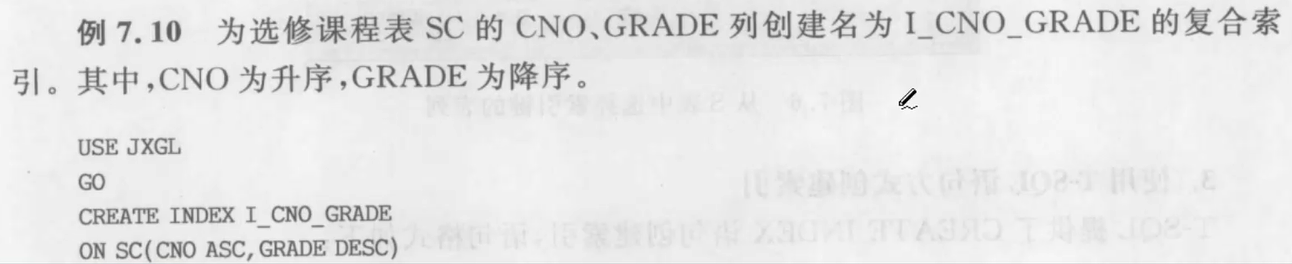 例 7.10 为选修课程表 SC 的 CNO、GRADE 列创建名为 I_CNO_GRADE 的复合索
引。其中,CNO 为升序,GRADE 为降序。
USE JXGL
GO
CREATE INDEX I_CNO_GRADE
ON SC(CNO ASC,GRADE DESC)